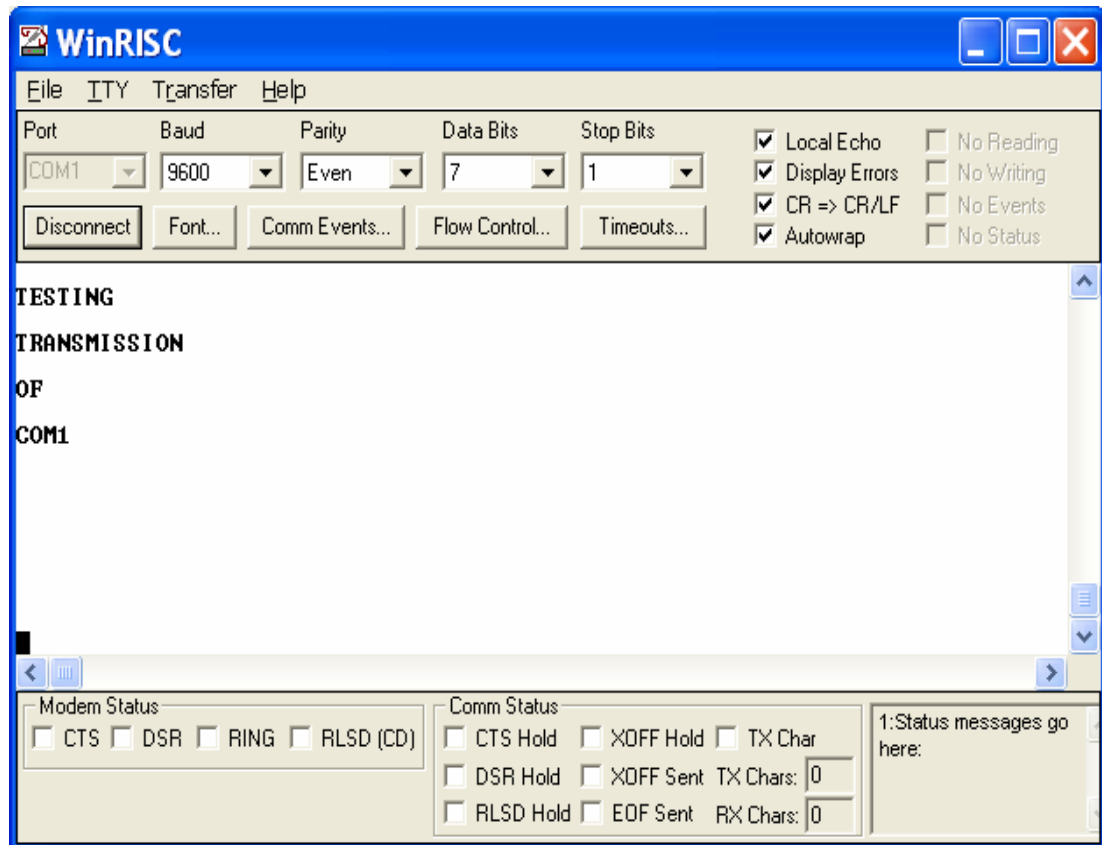 WinRISC
File TTY Transfer Help
Port Baud Parity Data Bits Stop Bits
COM1 9600 Even 7 1
Disconnect Font... Comm Events... Flow Control... Timeouts...
Local Echo No Reading
Display Errors No Writing
CR => CR/LF No Events
Autowrap No Status
TESTING
TRANSMISSION
OF
COM1
Modem Status
CTS DSR RING RLSD (CD)
Comm Status
CTS Hold XOFF Hold TX Char
DSR Hold XOFF Sent TX Chars: 0
RLSD Hold EOF Sent RX Chars: 0
1:Status messages go
here: